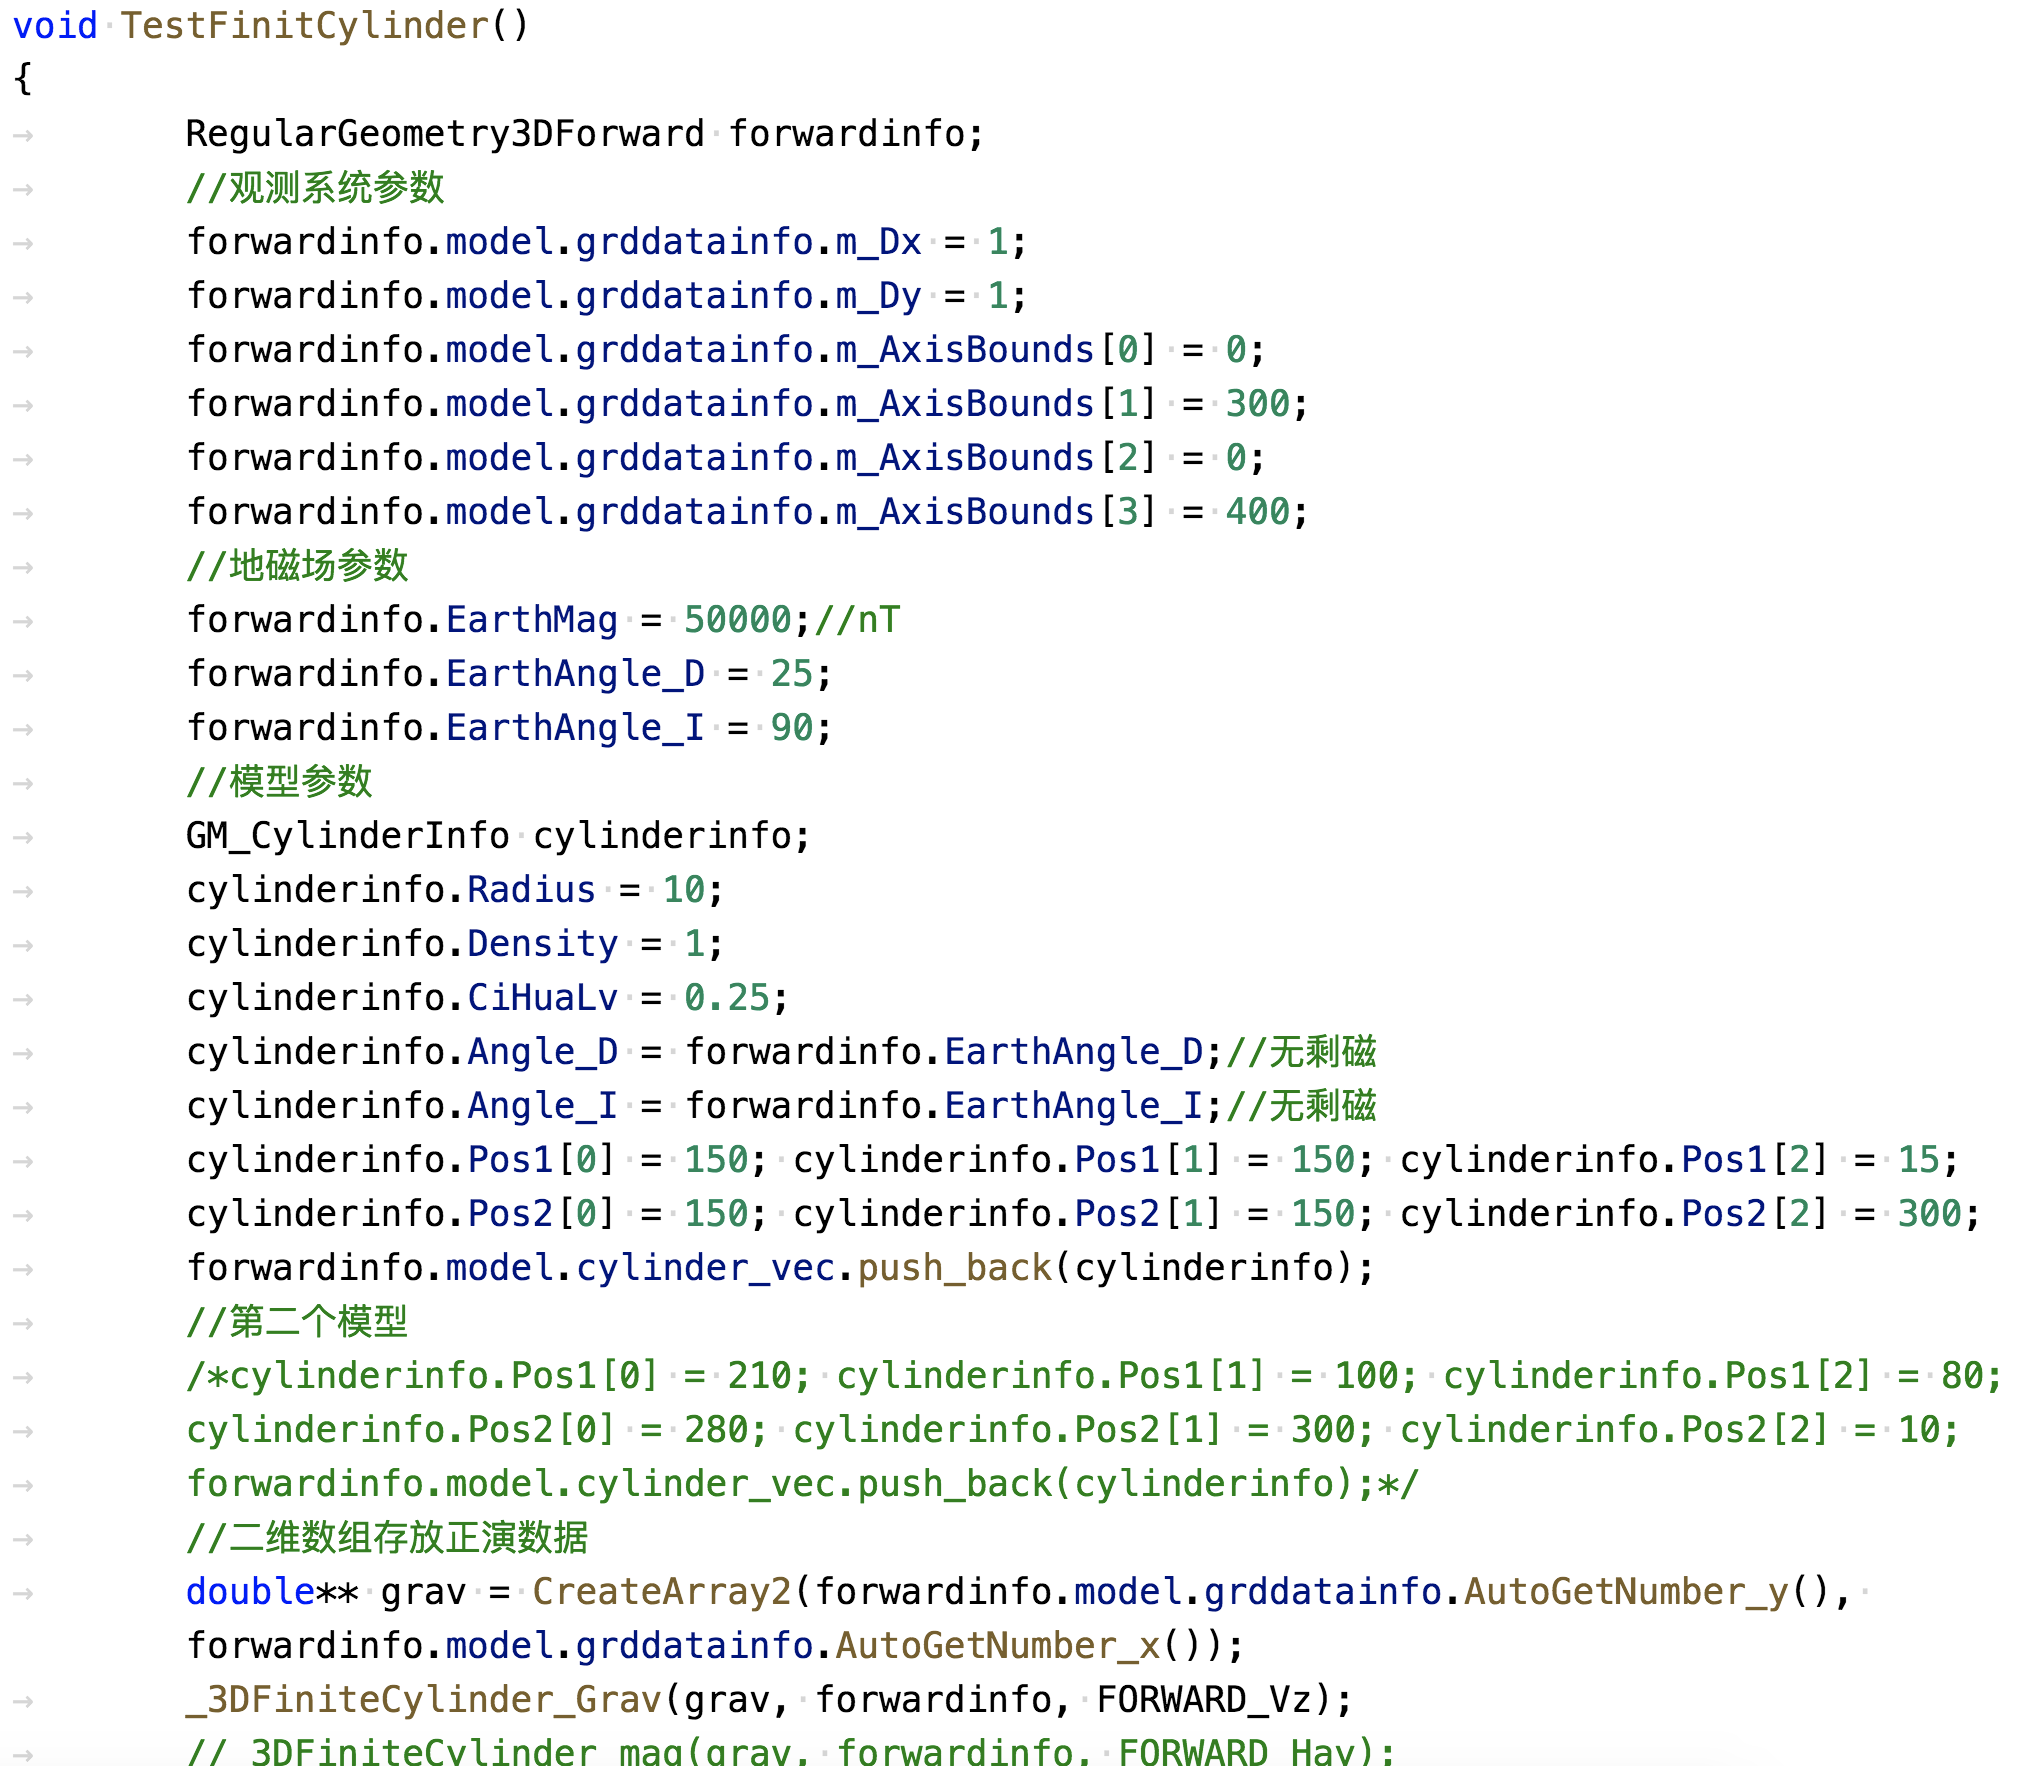 void TestFinitCylinder()
{
RegularGeometry3DForward forwardinfo;
//观测系统参数
forwardinfo.model.grddatainfo.m_Dx = 1;
forwardinfo.model.grddatainfo.m_Dy = 1;
forwardinfo.model.grddatainfo.m_AxisBounds[0] = 0;
forwardinfo.model.grddatainfo.m_AxisBounds[1] = 300;
forwardinfo.model.grddatainfo.m_AxisBounds[2] = 0;
forwardinfo.model.grddatainfo.m_AxisBounds[3] = 400;
//地磁场参数
forwardinfo.EarthMag = 50000;//nT
forwardinfo.EarthAngle_D = 25;
forwardinfo.EarthAngle_I = 90;
//模型参数
GM_CylinderInfo cylinderinfo;
cylinderinfo.Radius = 10;
cylinderinfo.Density = 1;
cylinderinfo.CiHuaLv = 0.25;
cylinderinfo.Angle_D = forwardinfo.EarthAngle_D;//无剩磁
cylinderinfo.Angle_I = forwardinfo.EarthAngle_I;//无剩磁
cylinderinfo.Pos1[0] = 150; cylinderinfo.Pos1[1] = 150; cylinderinfo.Pos1[2] = 15;
cylinderinfo.Pos2[0] = 150; cylinderinfo.Pos2[1] = 150; cylinderinfo.Pos2[2] = 300;
forwardinfo.model.cylinder_vec.push_back(cylinderinfo);
//第二个模型
/*cylinderinfo.Pos1[0] = 210; cylinderinfo.Pos1[1] = 100; cylinderinfo.Pos1[2] = 80;
cylinderinfo.Pos2[0] = 280; cylinderinfo.Pos2[1] = 300; cylinderinfo.Pos2[2] = 10;
forwardinfo.model.cylinder_vec.push_back(cylinderinfo);*/
//二维数组存放正演数据
double** grav = CreateArray2(forwardinfo.model.grddatainfo.AutoGetNumber_y(),
forwardinfo.model.grddatainfo.AutoGetNumber_x());
_3DFiniteCylinder_Grav(grav, forwardinfo, FORWARD_Vz);
//_3DFiniteCylinder_mag(grav, forwardinfo, FORWARD_Hay);